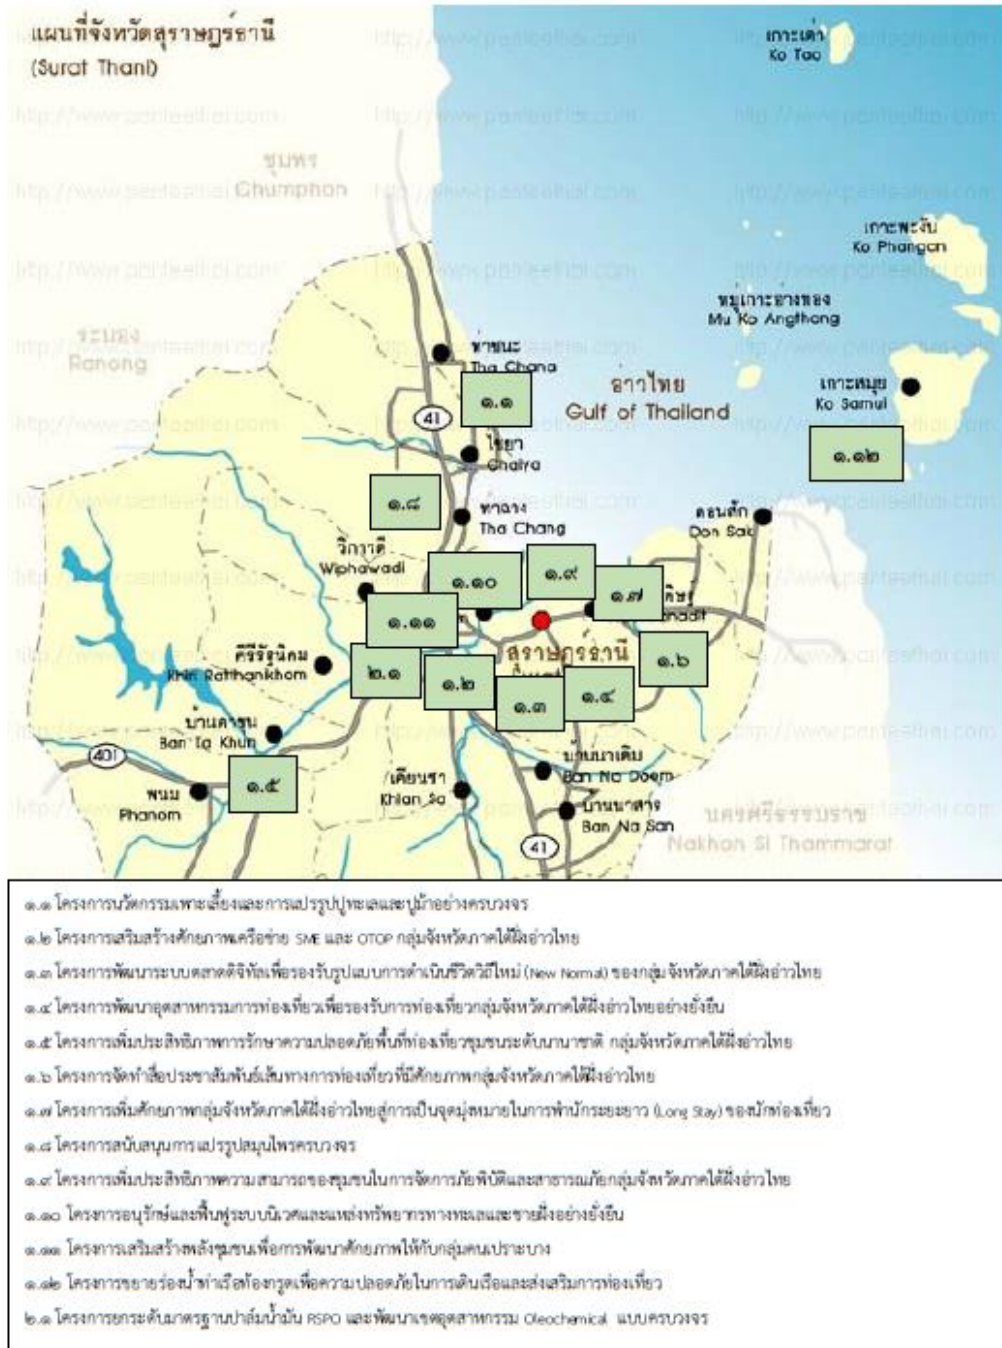 แผนที่จังหวัดสุราษฎร์ธานี
(Surat Thani)
เกาะเต่า
Ko Tao
http://www.panteethai.com
ชุมพร
Chumphon
เกาะพะงัน
Ko Phangan
หมู่เกาะอ่างทอง
Mu Ko Angthong
ระนอง
Ranong
ท่าชนะ
Tha Chana
อ่าวไทย
Gulf of Thailand
เกาะสมุย
Ko Samui
๑.๑
41
ไชยา
Chaiya
๑.๑๒
๑.๘
ท่าฉาง
Tha Chang
ดอนสัก
Don Sak
วิภาวดี
Wiphawadi
๑.๑๐
๑.๙
๑.๗
๑.๑๑
สุราษฎร์ธานี
คีรีรัฐนิคม
Khiri Ratthanikhom
๒.๑
๑.๒
๑.๓
๑.๔
๑.๖
บ้านตาขุน
Ban Ta Khun
401
พนม
Phanom
๑.๕
เคียนซา
Khian Sa
บ้านนาเดิม
Ban Na Doem
บ้านนาสาร
Ban Na San
41
นครศรีธรรมราช
Nakhon Si Thammarat
๑.๑ โครงการนวัตกรรมเพาะเลี้ยงและการแปรรูปปูทะเลและปูม้าอย่างครบวงจร
๑.๒ โครงการเสริมสร้างศักยภาพเครือข่าย SME และ OTOP กลุ่มจังหวัดภาคใต้ฝั่งอ่าวไทย
๑.๓ โครงการพัฒนาระบบตลาดดิจิทัลเพื่อรองรับรูปแบบการดำเนินชีวิตวิถีใหม่ (New Normal) ของกลุ่มจังหวัดภาคใต้ฝั่งอ่าวไทย
๑.๔ โครงการพัฒนาอุตสาหกรรมการท่องเที่ยวเพื่อรองรับการท่องเที่ยวกลุ่มจังหวัดภาคใต้ฝั่งอ่าวไทยอย่างยั่งยืน
๑.๕ โครงการเพิ่มประสิทธิภาพการรักษาความปลอดภัยพื้นที่ท่องเที่ยวชุมชนระดับนานาชาติ กลุ่มจังหวัดภาคใต้ฝั่งอ่าวไทย
๑.๖ โครงการจัดทำสื่อประชาสัมพันธ์เส้นทางการท่องเที่ยวที่มีศักยภาพกลุ่มจังหวัดภาคใต้ฝั่งอ่าวไทย
๑.๗ โครงการเพิ่มศักยภาพกลุ่มจังหวัดภาคใต้ฝั่งอ่าวไทยสู่การเป็นจุดมุ่งหมายในการพำนักระยะยาว (Long Stay) ของนักท่องเที่ยว
๑.๘ โครงการสนับสนุนการแปรรูปสมุนไพรครบวงจร
๑.๙ โครงการเพิ่มประสิทธิภาพความสามารถของชุมชนในการจัดการภัยพิบัติและสาธารณภัยกลุ่มจังหวัดภาคใต้ฝั่งอ่าวไทย
๑.๑๐ โครงการอนุรักษ์และฟื้นฟูระบบนิเวศและแหล่งทรัพยากรทางทะเลและชายฝั่งอย่างยั่งยืน
๑.๑๑ โครงการเสริมสร้างพลังชุมชนเพื่อการพัฒนาศักยภาพให้กับกลุ่มคนเปราะบาง
๑.๑๒ โครงการขยายร่องน้ำท่าเรือท้องกรูดเพื่อความปลอดภัยในการเดินเรือและส่งเสริมการท่องเที่ยว
๒.๑ โครงการยกระดับมาตรฐานปาล์มน้ำมัน RSPO และพัฒนาเขตอุตสาหกรรม Oleochemical แบบครบวงจร